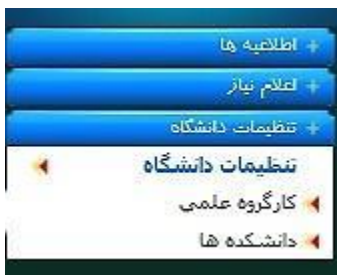 + اطلاعیه ها
+ اعلام نیاز
+ تنظیمات دانشگاه
تنظیمات دانشگاه
کارگروه علمی
دانشکده ها